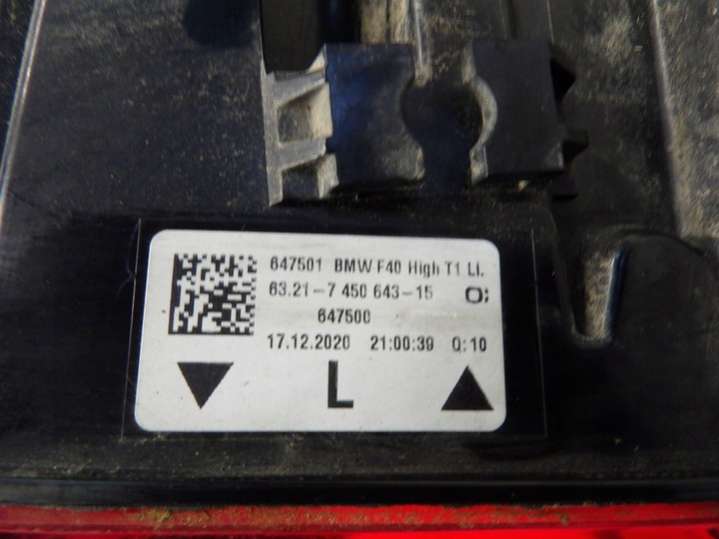 647501 BMW F40 High T1 Li.
63.21-7 450 643-15 O:
647500
17.12.2020 21:00:39 Q:10
L